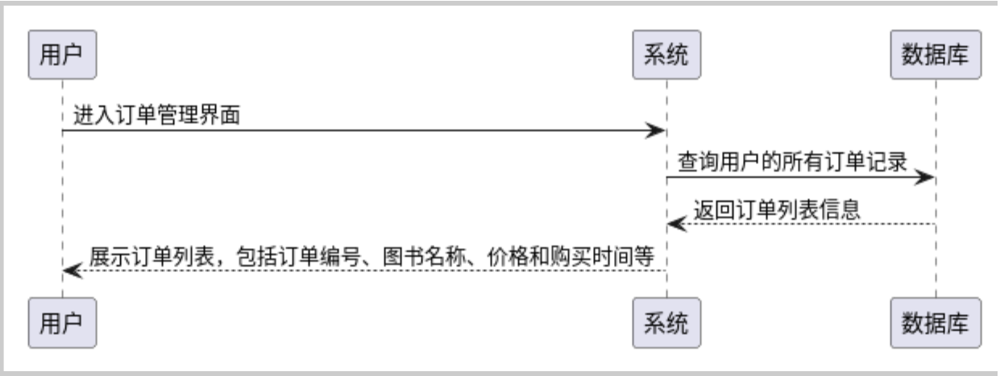 用户
系统
数据库
进入订单管理界面
查询用户的所有订单记录
返回订单列表信息
展示订单列表，包括订单编号、图书名称、价格和购买时间等
用户
系统
数据库